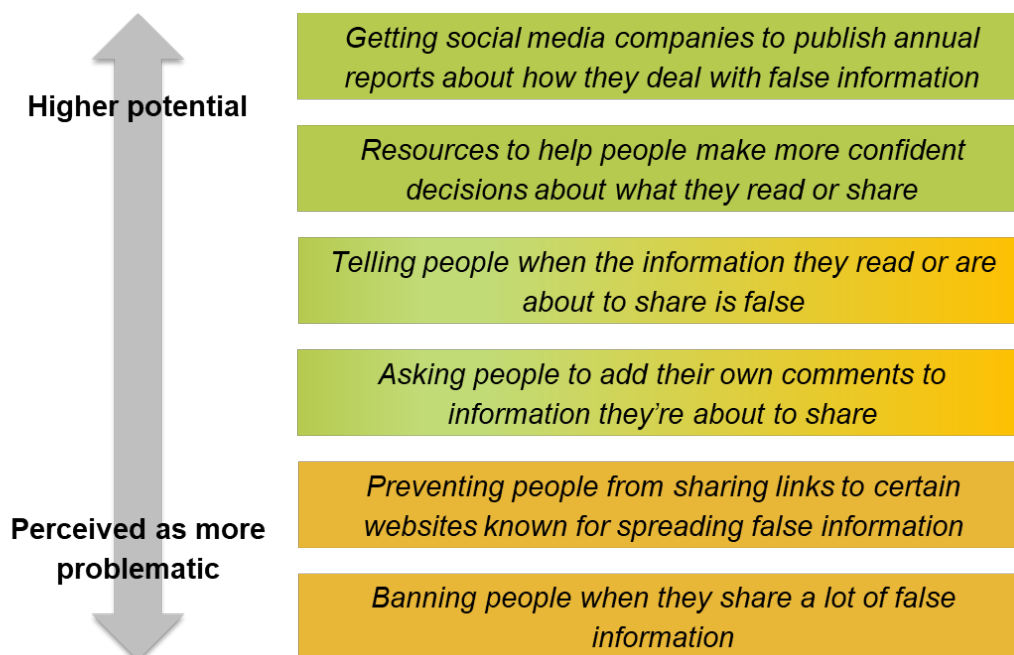 Getting social media companies to publish annual
reports about how they deal with false information
Higher potential
Resources to help people make more confident
decisions about what they read or share
Telling people when the information they read or are
about to share is false
Asking people to add their own comments to
information they’re about to share
Preventing people from sharing links to certain
websites known for spreading false information
Perceived as more
problematic
Banning people when they share a lot of false
information